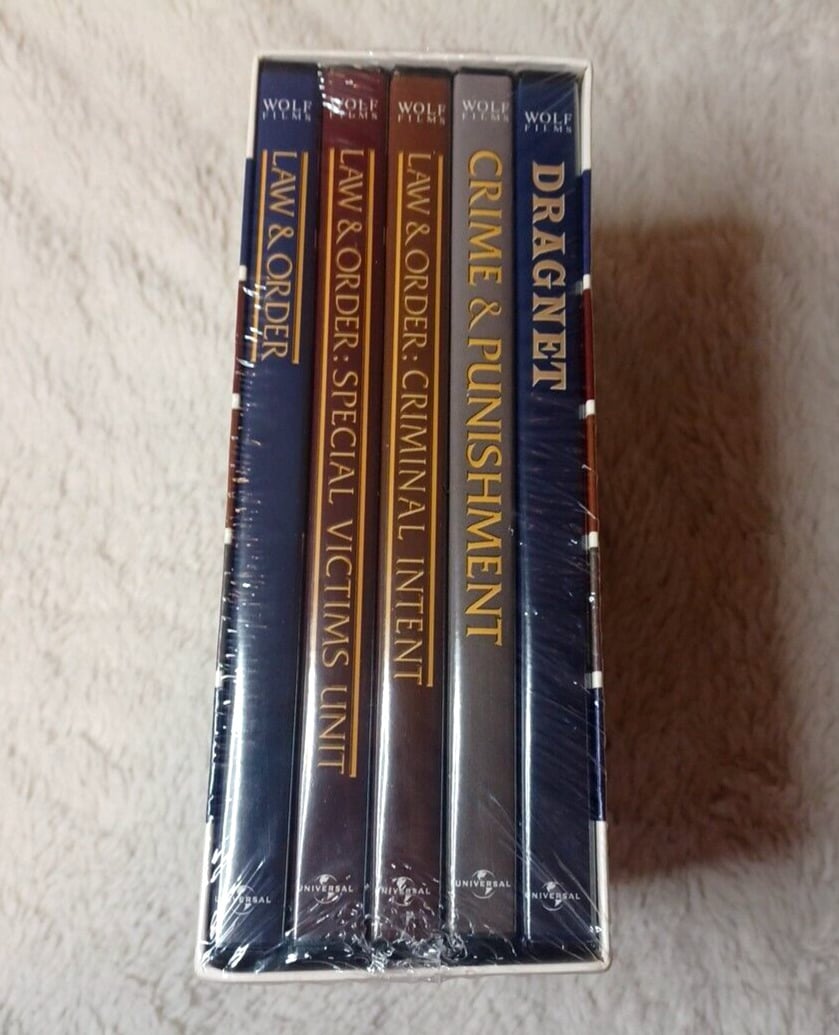 WOLF
FILMS
LAW & ORDER
UNIVERSAL
WOLF
FILMS
LAW & ORDER: SPECIAL VICTIMS UNIT
UNIVERSAL
WOLF
FILMS
LAW & ORDER: CRIMINAL INTENT
UNIVERSAL
WOLF
FILMS
CRIME & PUNISHMENT
UNIVERSAL
WOLF
FILMS
DRAGNET
UNIVERSAL